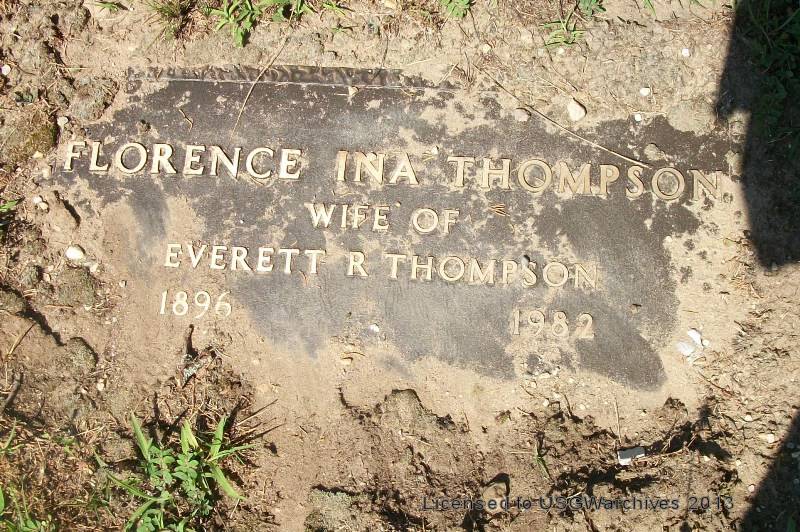 FLORENCE INA THOMPSON
WIFE OF
EVERETT R THOMPSON
1896 1982
Licensed to USGWarchives 2013